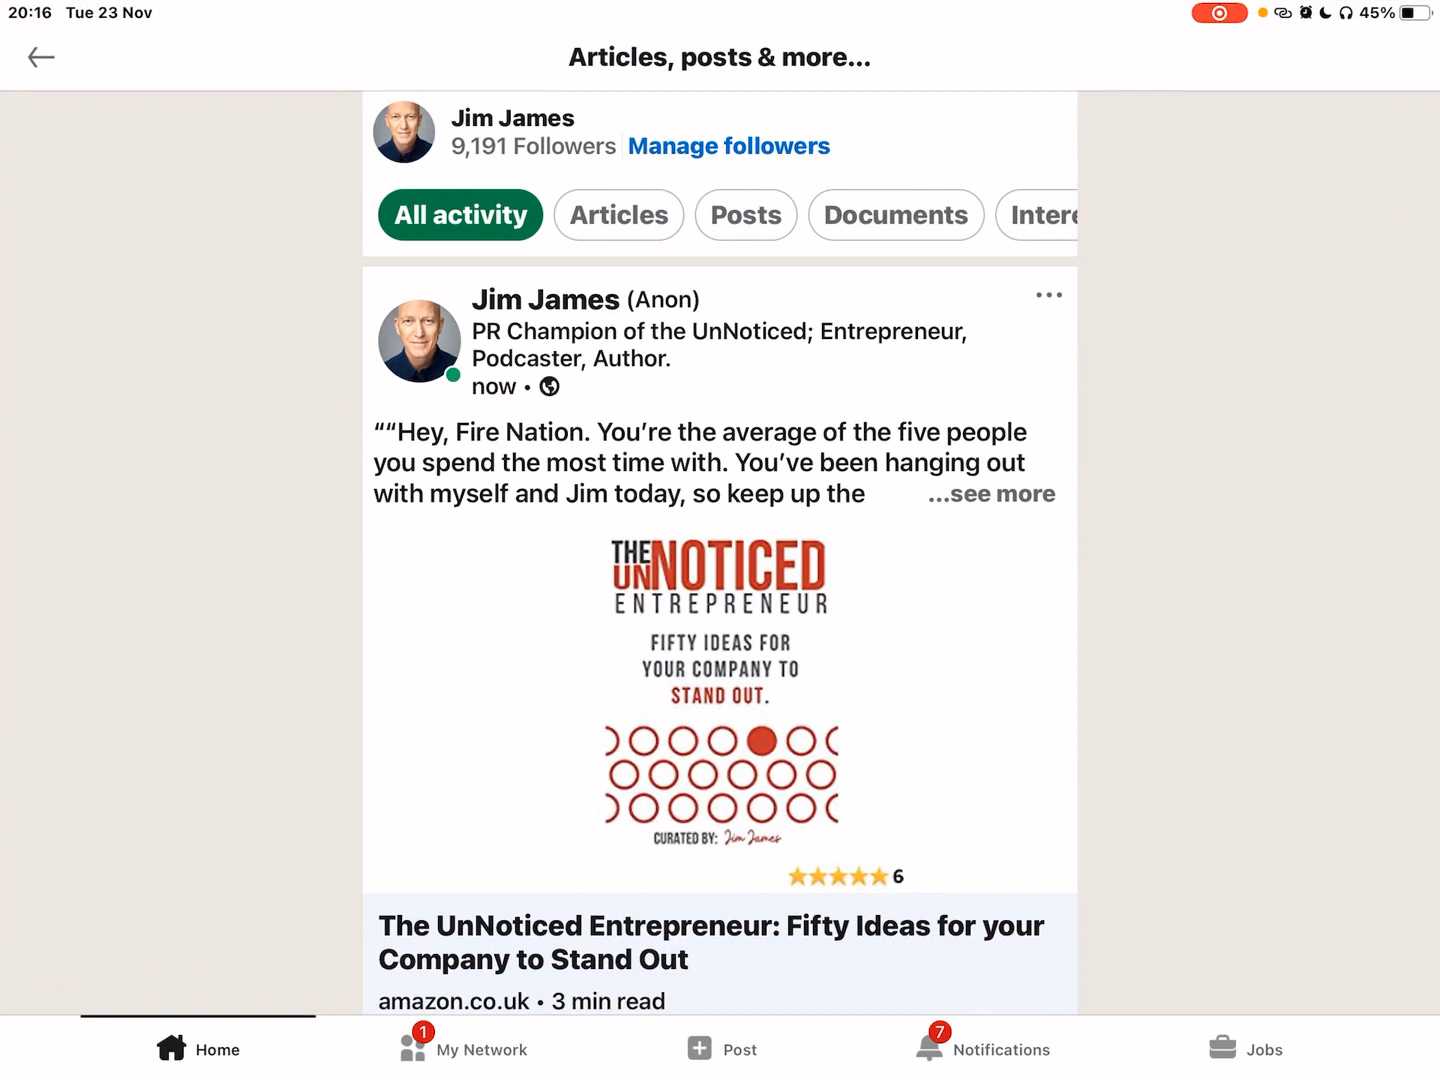 20:16 Tue 23 Nov
45%
Articles, posts & more...
Jim James
9,191 Followers Manage followers
All activity Articles Posts Documents Intere
Jim James (Anon)
PR Champion of the UnNoticed; Entrepreneur,
Podcaster, Author.
now •
““Hey, Fire Nation. You’re the average of the five people
you spend the most time with. You’ve been hanging out
with myself and Jim today, so keep up the ...see more
THE
UNNOTICED
ENTREPRENEUR
FIFTY IDEAS FOR
YOUR COMPANY TO
STAND OUT.
CURATED BY: Jim James
6
The UnNoticed Entrepreneur: Fifty Ideas for your
Company to Stand Out
amazon.co.uk • 3 min read
Home 1 My Network Post 7 Notifications Jobs